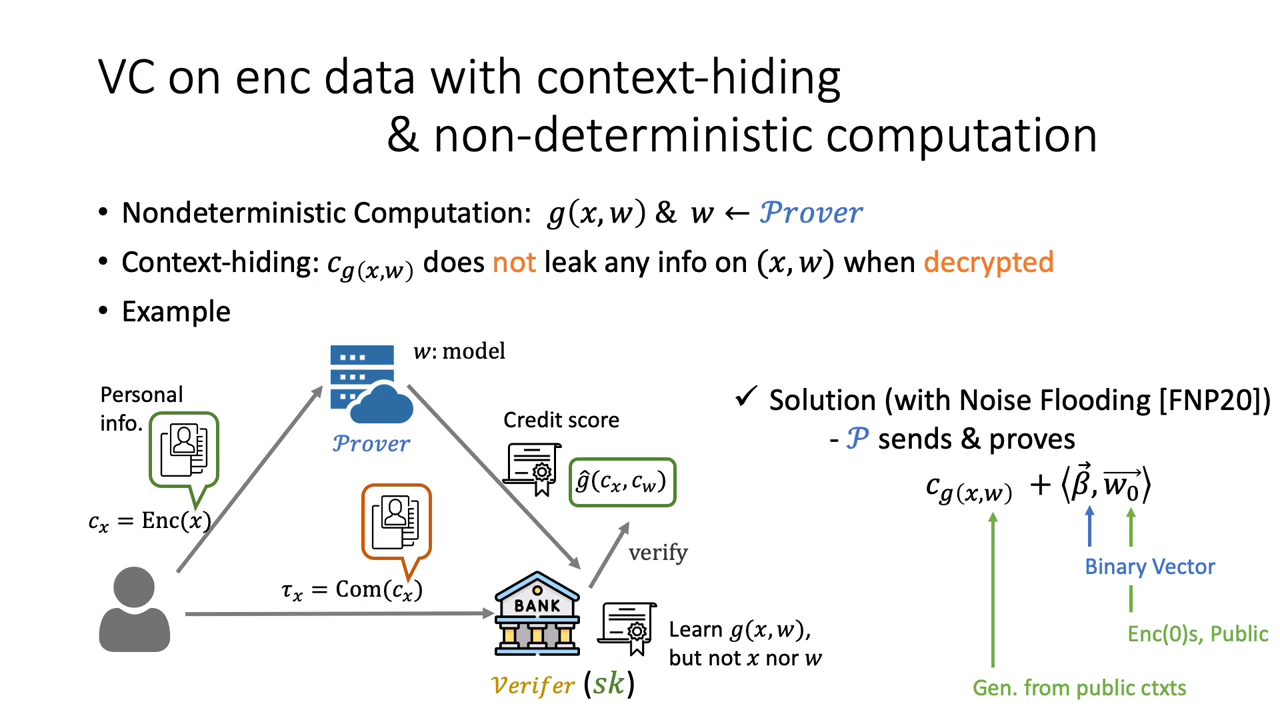 VC on enc data with context-hiding
& non-deterministic computation
• Nondeterministic Computation: g(x, w) & w ← 𝒫rover
• Context-hiding: c_{g(x,w)} does not leak any info on (x, w) when decrypted
• Example
w: model
Personal
info.
𝒫rover
Credit score
ĝ(c_x, c_w)
c_x = Enc(x)
verify
τ_x = Com(c_x)
BANK
Learn g(x, w),
but not x nor w
𝒱erifer (sk)
✓ Solution (with Noise Flooding [FNP20])
- 𝒫 sends & proves
c_{g(x,w)} + ⟨β⃗, w₀⃗⟩
Binary Vector
Enc(0)s, Public
Gen. from public ctxts